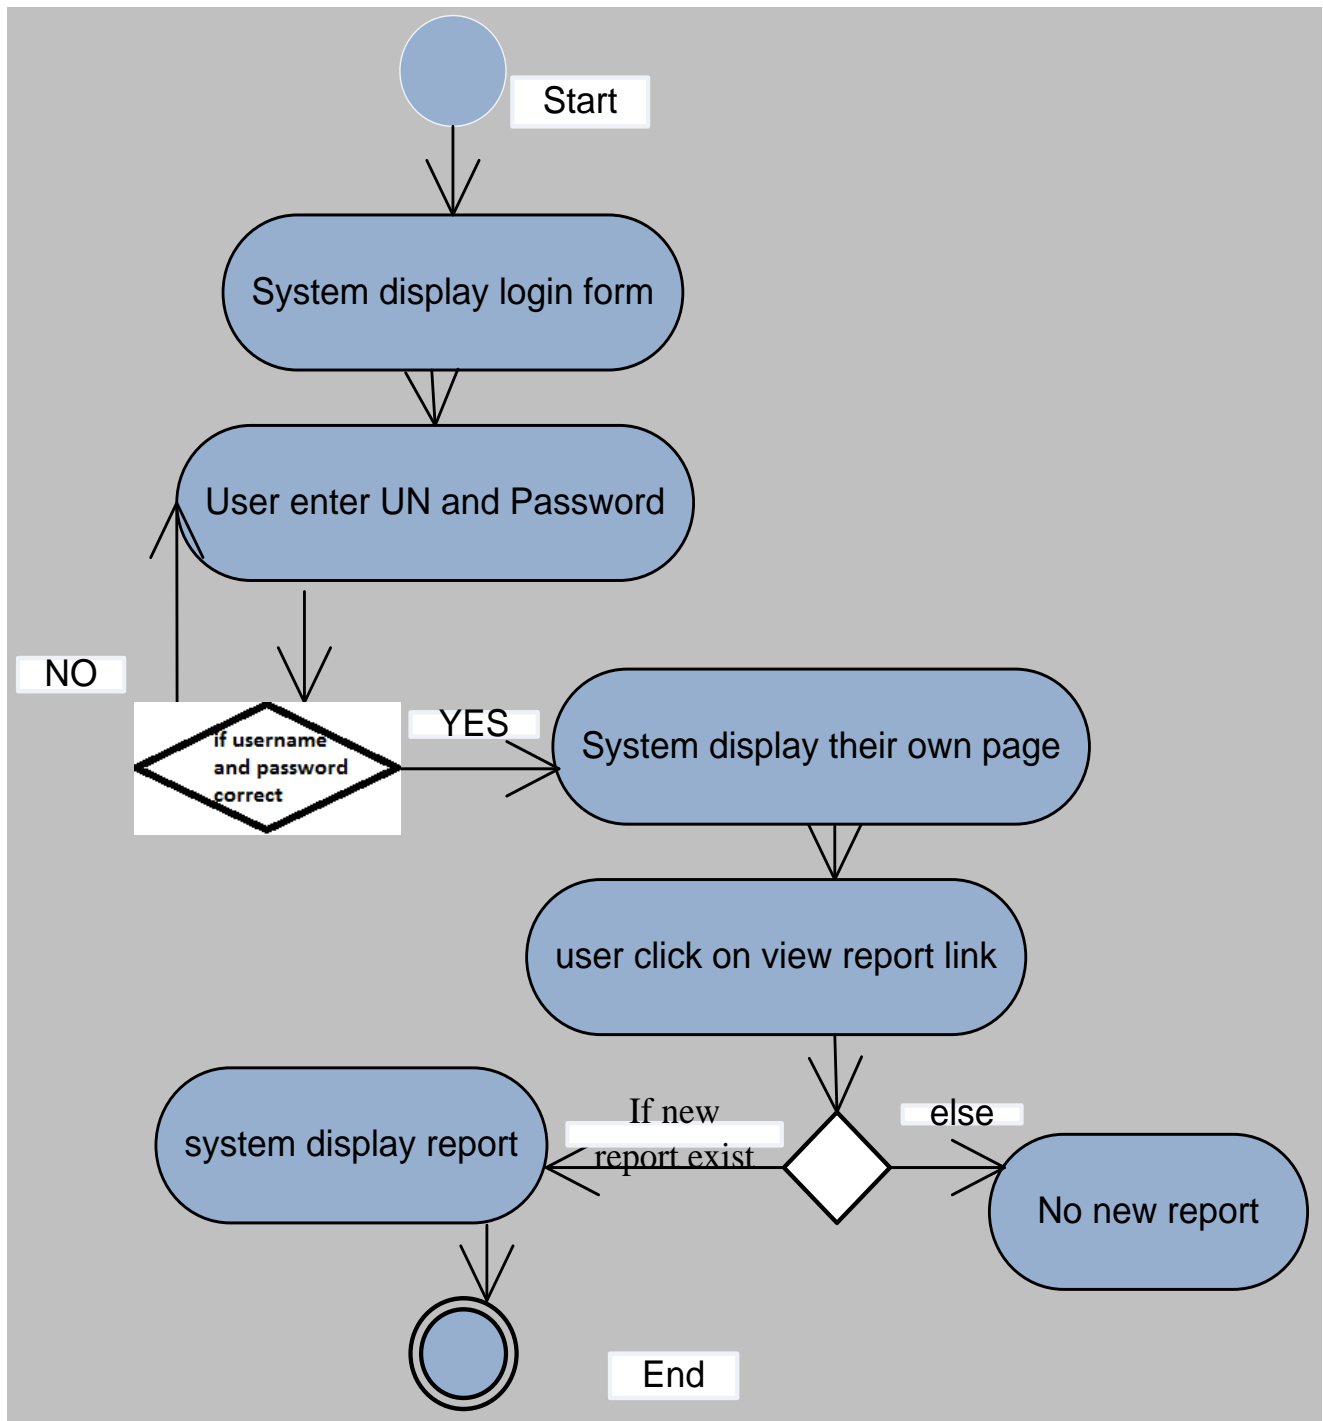 Start
System display login form
User enter UN and Password
NO
YES
if username
and password
correct
System display their own page
user click on view report link
If new
report exist
else
system display report
No new report
End